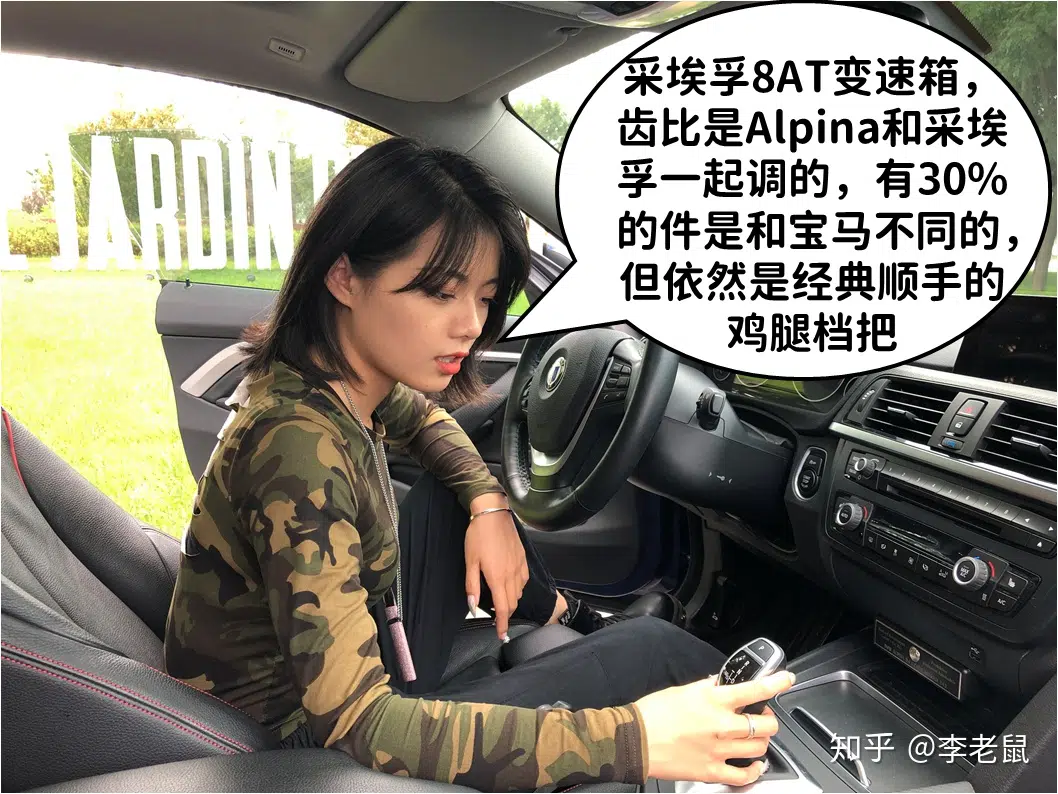 采埃孚8AT变速箱，
齿比是Alpina和采埃
孚一起调的，有30%
的件是和宝马不同的，
但依然是经典顺手的
鸡腿档把
JARDIN
知乎 @李老鼠